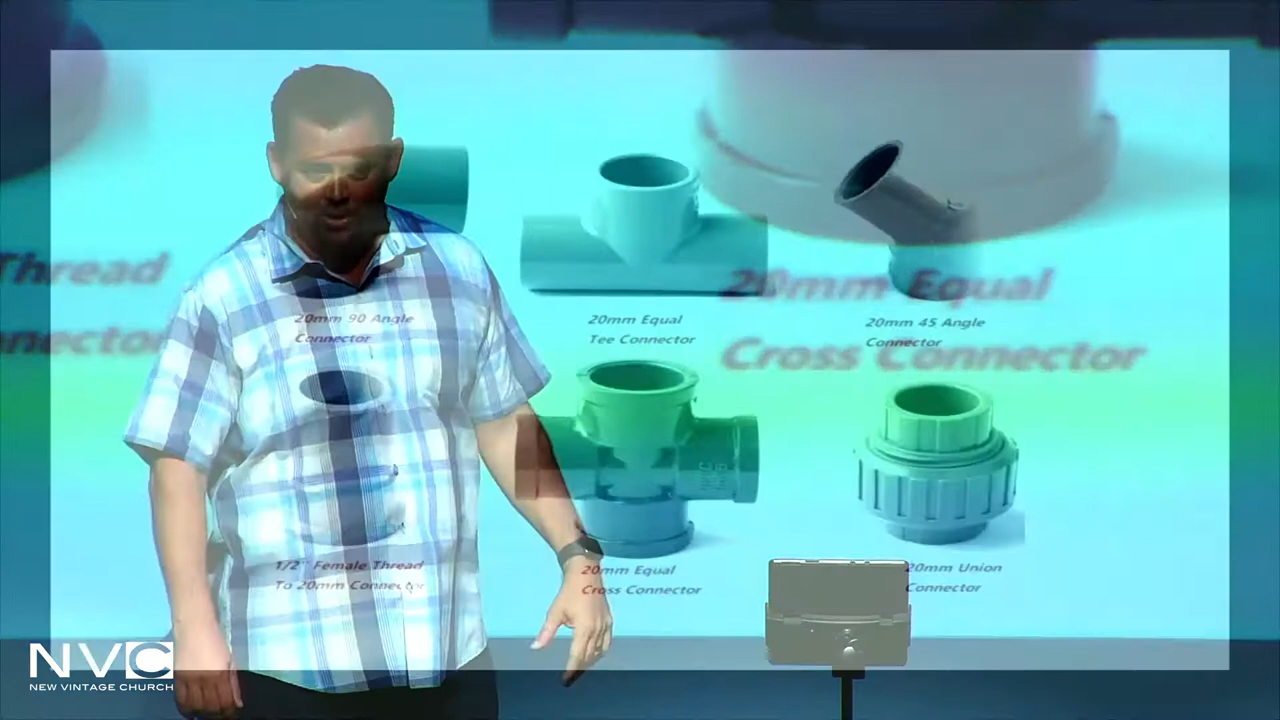 Thread
nnector
20mm Equal
Cross Connector
20mm 90 Angle
Connector
20mm Equal
Tee Connector
20mm 45 Angle
Connector
1/2" Female Thread
To 20mm Connector
20mm Equal
Cross Connector
20mm Union
Connector
NVC
NEW VINTAGE CHURCH